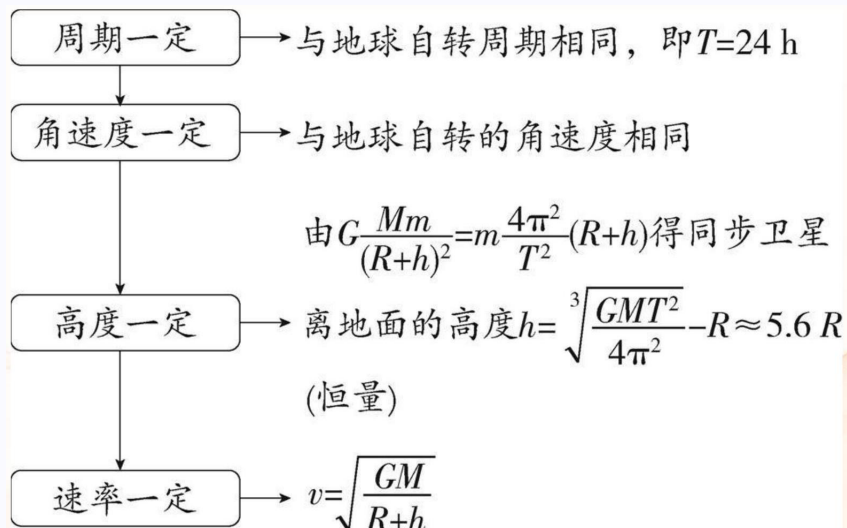 周期一定 与地球自转周期相同，即T=24 h
角速度一定 与地球自转的角速度相同
由G\frac{Mm}{(R+h)^2}=m\frac{4π^2}{T^2}(R+h)得同步卫星
高度一定 离地面的高度h=\sqrt[3]{\frac{GMT^2}{4π^2}}-R≈5.6 R
(恒量)
速率一定 v=\sqrt{\frac{GM}{R+h}}